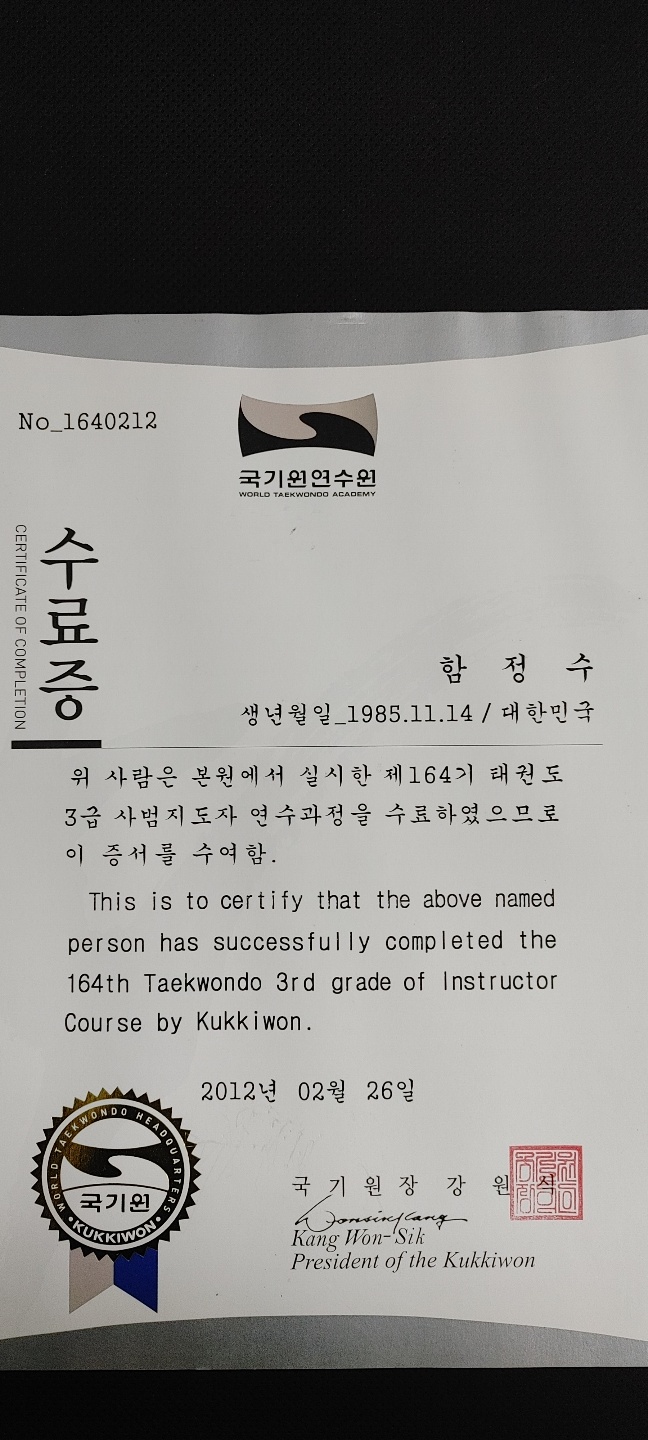 No_1640212
국기원연수원
WORLD TAEKWONDO ACADEMY
수료증
CERTIFICATE OF COMPLETION
함 정 수
생년월일_1985.11.14 / 대한민국
위 사람은 본원에서 실시한 제164기 태권도
3급 사범지도자 연수과정을 수료하였으므로
이 증서를 수여함.
This is to certify that the above named
person has successfully completed the
164th Taekwondo 3rd grade of Instructor
Course by Kukkiwon.
2012년 02월 26일
WORLD TAEKWONDO HEADQUARTERS
국기원
KUKKIWON
국 기 원 장 강 원 식
Kang Won-Sik
President of the Kukkiwon